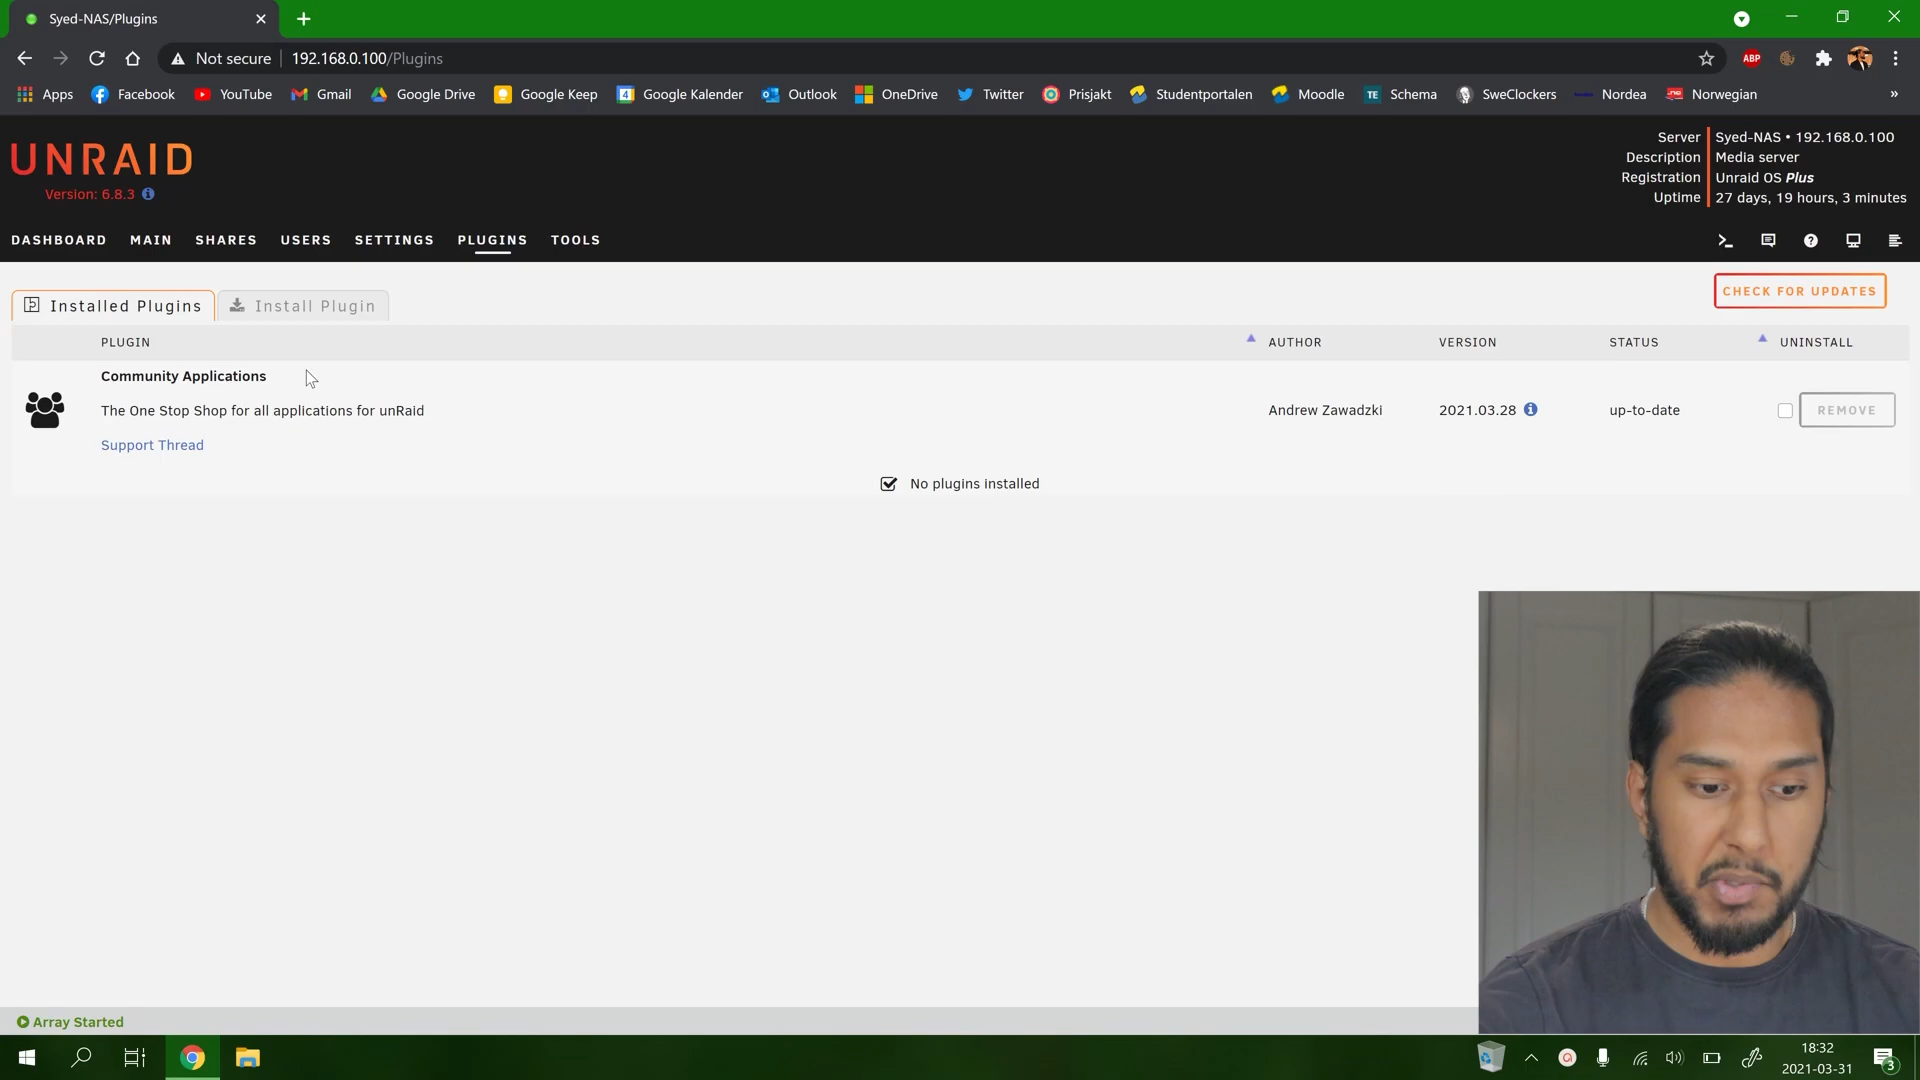 Syed-NAS/Plugins
Not secure 192.168.0.100/Plugins
ABP
Apps Facebook YouTube Gmail Google Drive Google Keep 4 Google Kalender Outlook OneDrive Twitter Prisjakt Studentportalen Moodle TE Schema SweClockers Nordea Norwegian »
UNRAID
Version: 6.8.3
Server Syed-NAS • 192.168.0.100
Description Media server
Registration Unraid OS Plus
Uptime 27 days, 19 hours, 3 minutes
DASHBOARD MAIN SHARES USERS SETTINGS PLUGINS TOOLS
Installed Plugins Install Plugin
CHECK FOR UPDATES
PLUGIN AUTHOR VERSION STATUS UNINSTALL
Community Applications
The One Stop Shop for all applications for unRaid Andrew Zawadzki 2021.03.28 up-to-date REMOVE
Support Thread
No plugins installed
Array Started
18:32
2021-03-31
3